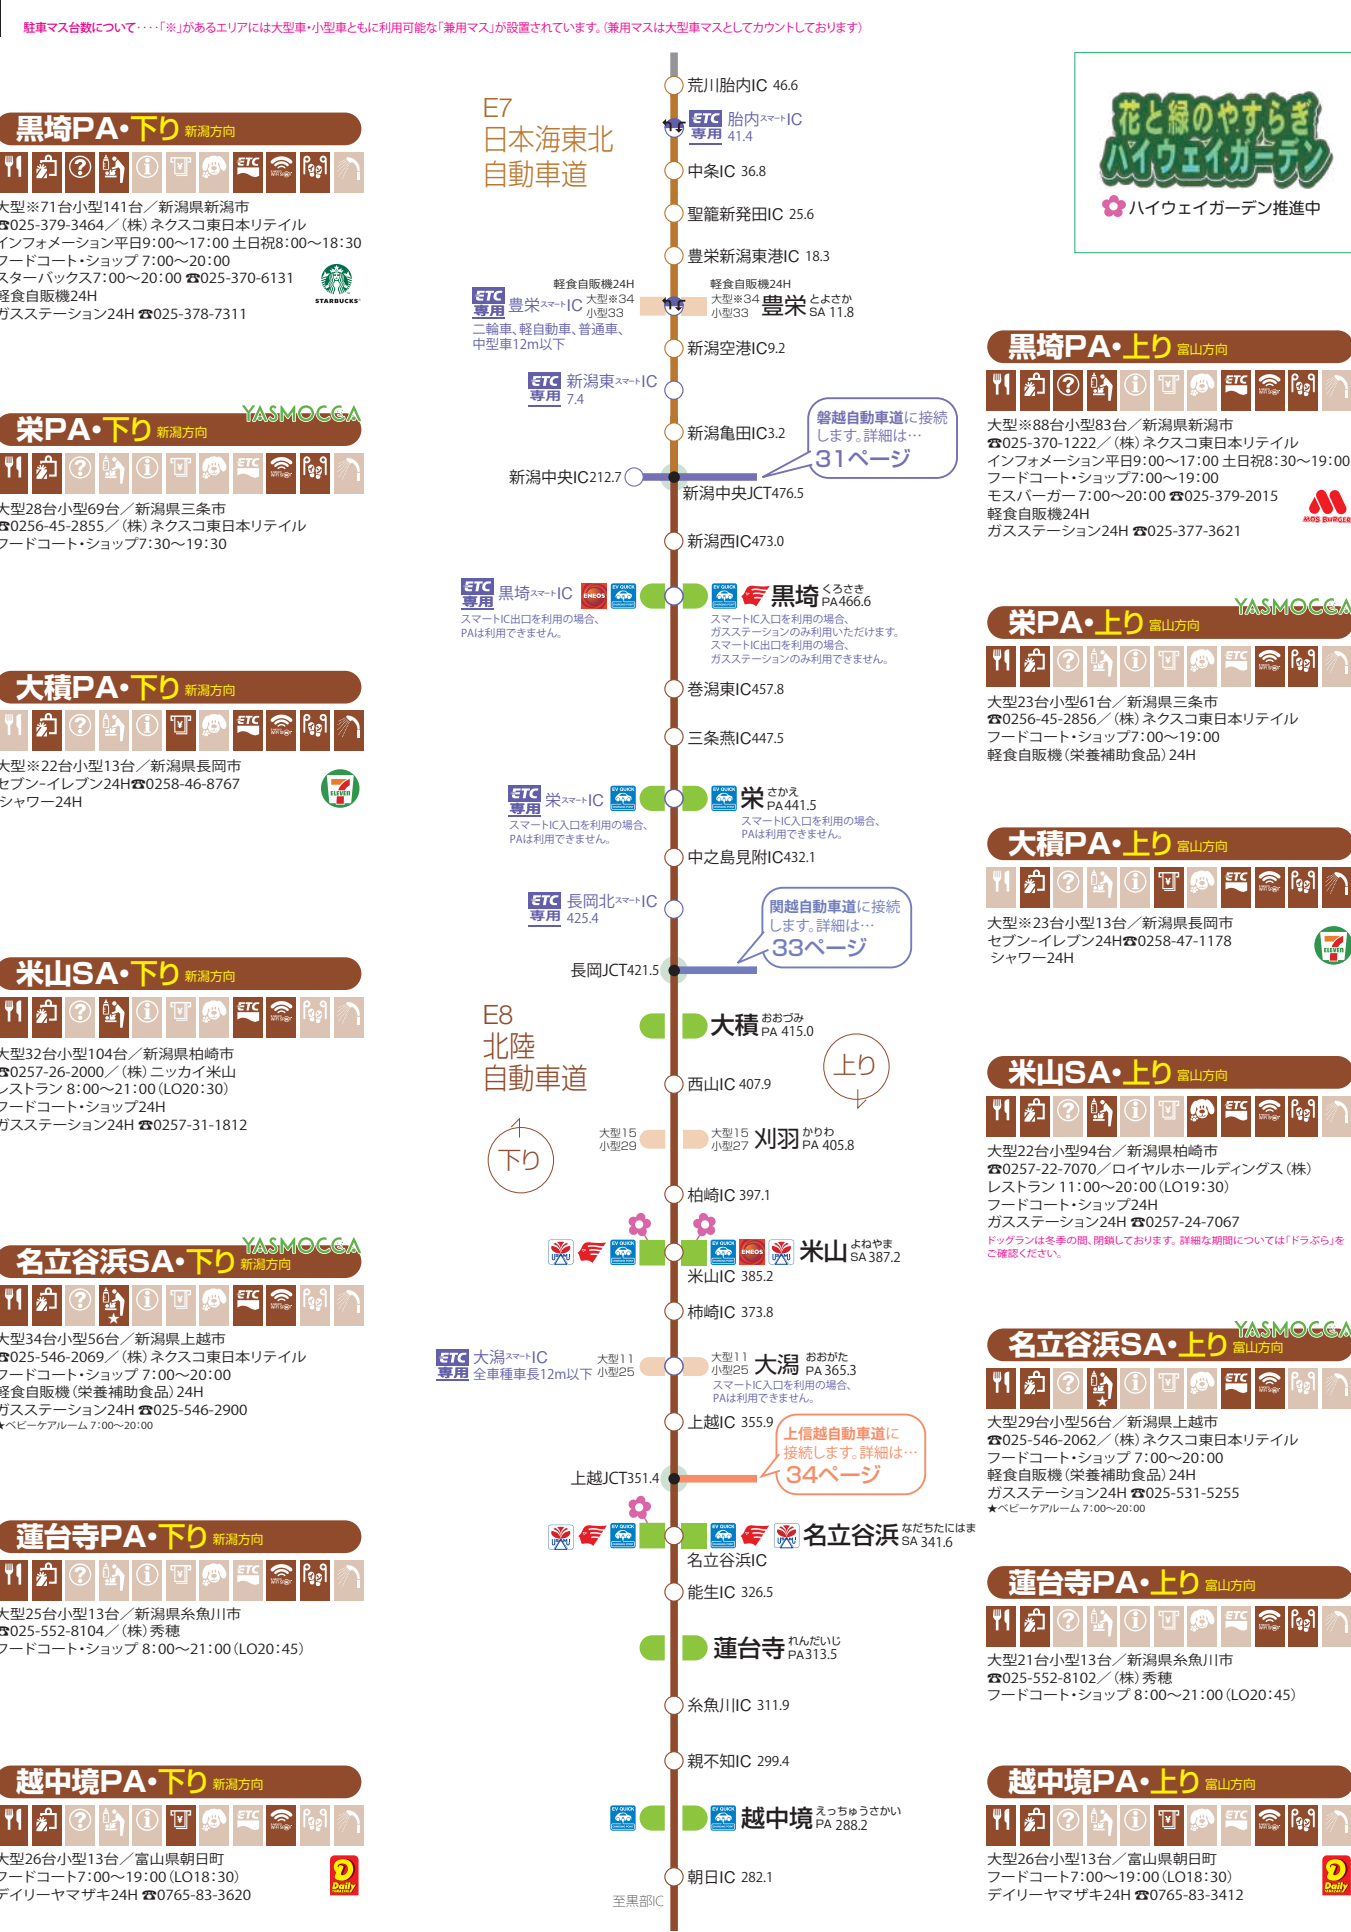 駐車マス台数について‥‥「※」があるエリアには大型車・小型車ともに利用可能な「兼用マス」が設置されています。（兼用マスは大型車マスとしてカウントしております）
黒埼PA・下り 新潟方向
大型※71台小型141台／新潟県新潟市
☎025-379-3464／（株）ネクスコ東日本リテイル
インフォメーション平日9：00～17：00 土日祝8：00～18：30
フードコート・ショップ 7：00～20：00
スターバックス7：00～20：00 ☎025-370-6131
軽食自販機24H
ガスステーション24H ☎025-378-7311
STARBUCKS
YASMOCCA
栄PA・下り 新潟方向
大型28台小型69台／新潟県三条市
☎0256-45-2855／（株）ネクスコ東日本リテイル
フードコート・ショップ7：30～19：30
大積PA・下り 新潟方向
大型※22台小型13台／新潟県長岡市
セブン-イレブン24H☎0258-46-8767
シャワー24H
7 ELEVEN
米山SA・下り 新潟方向
大型32台小型104台／新潟県柏崎市
☎0257-26-2000／（株）ニッカイ米山
レストラン 8：00～21：00（LO20：30）
フードコート・ショップ24H
ガスステーション24H ☎0257-31-1812
YASMOCCA
名立谷浜SA・下り 新潟方向
大型34台小型56台／新潟県上越市
☎025-546-2069／（株）ネクスコ東日本リテイル
フードコート・ショップ 7：00～20：00
軽食自販機（栄養補助食品）24H
ガスステーション24H ☎025-546-2900
★ベビーケアルーム 7：00～20：00
蓮台寺PA・下り 新潟方向
大型25台小型13台／新潟県糸魚川市
☎025-552-8104／（株）秀穂
フードコート・ショップ 8：00～21：00（LO20：45）
越中境PA・下り 新潟方向
大型26台小型13台／富山県朝日町
フードコート7：00～19：00（LO18：30）
デイリーヤマザキ24H ☎0765-83-3620
Daily
E7
日本海東北
自動車道
荒川胎内IC 46.6
ETC専用 胎内スマートIC
41.4
中条IC 36.8
聖籠新発田IC 25.6
豊栄新潟東港IC 18.3
軽食自販機24H 軽食自販機24H
ETC専用 豊栄スマートIC 大型※34 小型33
大型※34 小型33 豊栄 とよさか SA 11.8
二輪車、軽自動車、普通車、
中型車12m以下
新潟空港IC9.2
ETC専用 新潟東スマートIC
7.4
新潟亀田IC3.2
磐越自動車道に接続
します。詳細は…
31ページ
新潟中央IC212.7
新潟中央JCT476.5
新潟西IC473.0
ETC専用 黒埼スマートIC ENEOS EV QUICK
スマートIC出口を利用の場合、
PAは利用できません。
EV QUICK 黒埼 くろさき PA466.6
スマートIC入口を利用の場合、
ガスステーションのみ利用いただけます。
スマートIC出口を利用の場合、
ガスステーションのみ利用できません。
巻潟東IC457.8
三条燕IC447.5
ETC専用 栄スマートIC EV QUICK
スマートIC入口を利用の場合、
PAは利用できません。
EV QUICK 栄 さかえ PA441.5
スマートIC入口を利用の場合、
PAは利用できません。
中之島見附IC432.1
ETC専用 長岡北スマートIC
425.4
関越自動車道に接続
します。詳細は…
33ページ
長岡JCT421.5
E8
北陸
自動車道
大積 おおづみ PA 415.0
上り
西山IC 407.9
下り
大型15 小型29
大型15 小型27 刈羽 かりわ PA 405.8
柏崎IC 397.1
EV QUICK EV QUICK ENEOS 米山 よねやま SA 387.2
米山IC 385.2
柿崎IC 373.8
ETC専用 大潟スマートIC 大型11
全車種車長12m以下 小型25
大型11 小型25 大潟 おおがた PA 365.3
スマートIC入口を利用の場合、
PAは利用できません。
上越IC 355.9
上信越自動車道に
接続します。詳細は…
34ページ
上越JCT351.4
EV QUICK EV QUICK 名立谷浜 なだちたにはま SA 341.6
名立谷浜IC
能生IC 326.5
蓮台寺 れんだいじ PA313.5
糸魚川IC 311.9
親不知IC 299.4
EV QUICK EV QUICK 越中境 えっちゅうさかい PA 288.2
朝日IC 282.1
至黒部IC
花と緑のやすらぎ
ハイウェイガーデン
ハイウェイガーデン推進中
黒埼PA・上り 富山方向
大型※88台小型83台／新潟県新潟市
☎025-370-1222／（株）ネクスコ東日本リテイル
インフォメーション平日9：00～17：00 土日祝8：30～19：00
フードコート・ショップ7：00～19：00
モスバーガー 7：00～20：00 ☎025-379-2015
軽食自販機24H
ガスステーション24H ☎025-377-3621
MOS BURGER
YASMOCCA
栄PA・上り 富山方向
大型23台小型61台／新潟県三条市
☎0256-45-2856／（株）ネクスコ東日本リテイル
フードコート・ショップ7：00～19：00
軽食自販機（栄養補助食品）24H
大積PA・上り 富山方向
大型※23台小型13台／新潟県長岡市
セブン-イレブン24H☎0258-47-1178
シャワー24H
7 ELEVEN
米山SA・上り 富山方向
大型22台小型94台／新潟県柏崎市
☎0257-22-7070／ロイヤルホールディングス（株）
レストラン 11：00～20：00（LO19：30）
フードコート・ショップ24H
ガスステーション24H ☎0257-24-7067
ドッグランは冬季の間、閉鎖しております。詳細な期間については「ドラぷら」を
ご確認ください。
YASMOCCA
名立谷浜SA・上り 富山方向
大型29台小型56台／新潟県上越市
☎025-546-2062／（株）ネクスコ東日本リテイル
フードコート・ショップ 7：00～20：00
軽食自販機（栄養補助食品）24H
ガスステーション24H ☎025-531-5255
★ベビーケアルーム 7：00～20：00
蓮台寺PA・上り 富山方向
大型21台小型13台／新潟県糸魚川市
☎025-552-8102／（株）秀穂
フードコート・ショップ 8：00～21：00（LO20：45）
越中境PA・上り 富山方向
大型26台小型13台／富山県朝日町
フードコート7：00～19：00（LO18：30）
デイリーヤマザキ24H ☎0765-83-3412
Daily